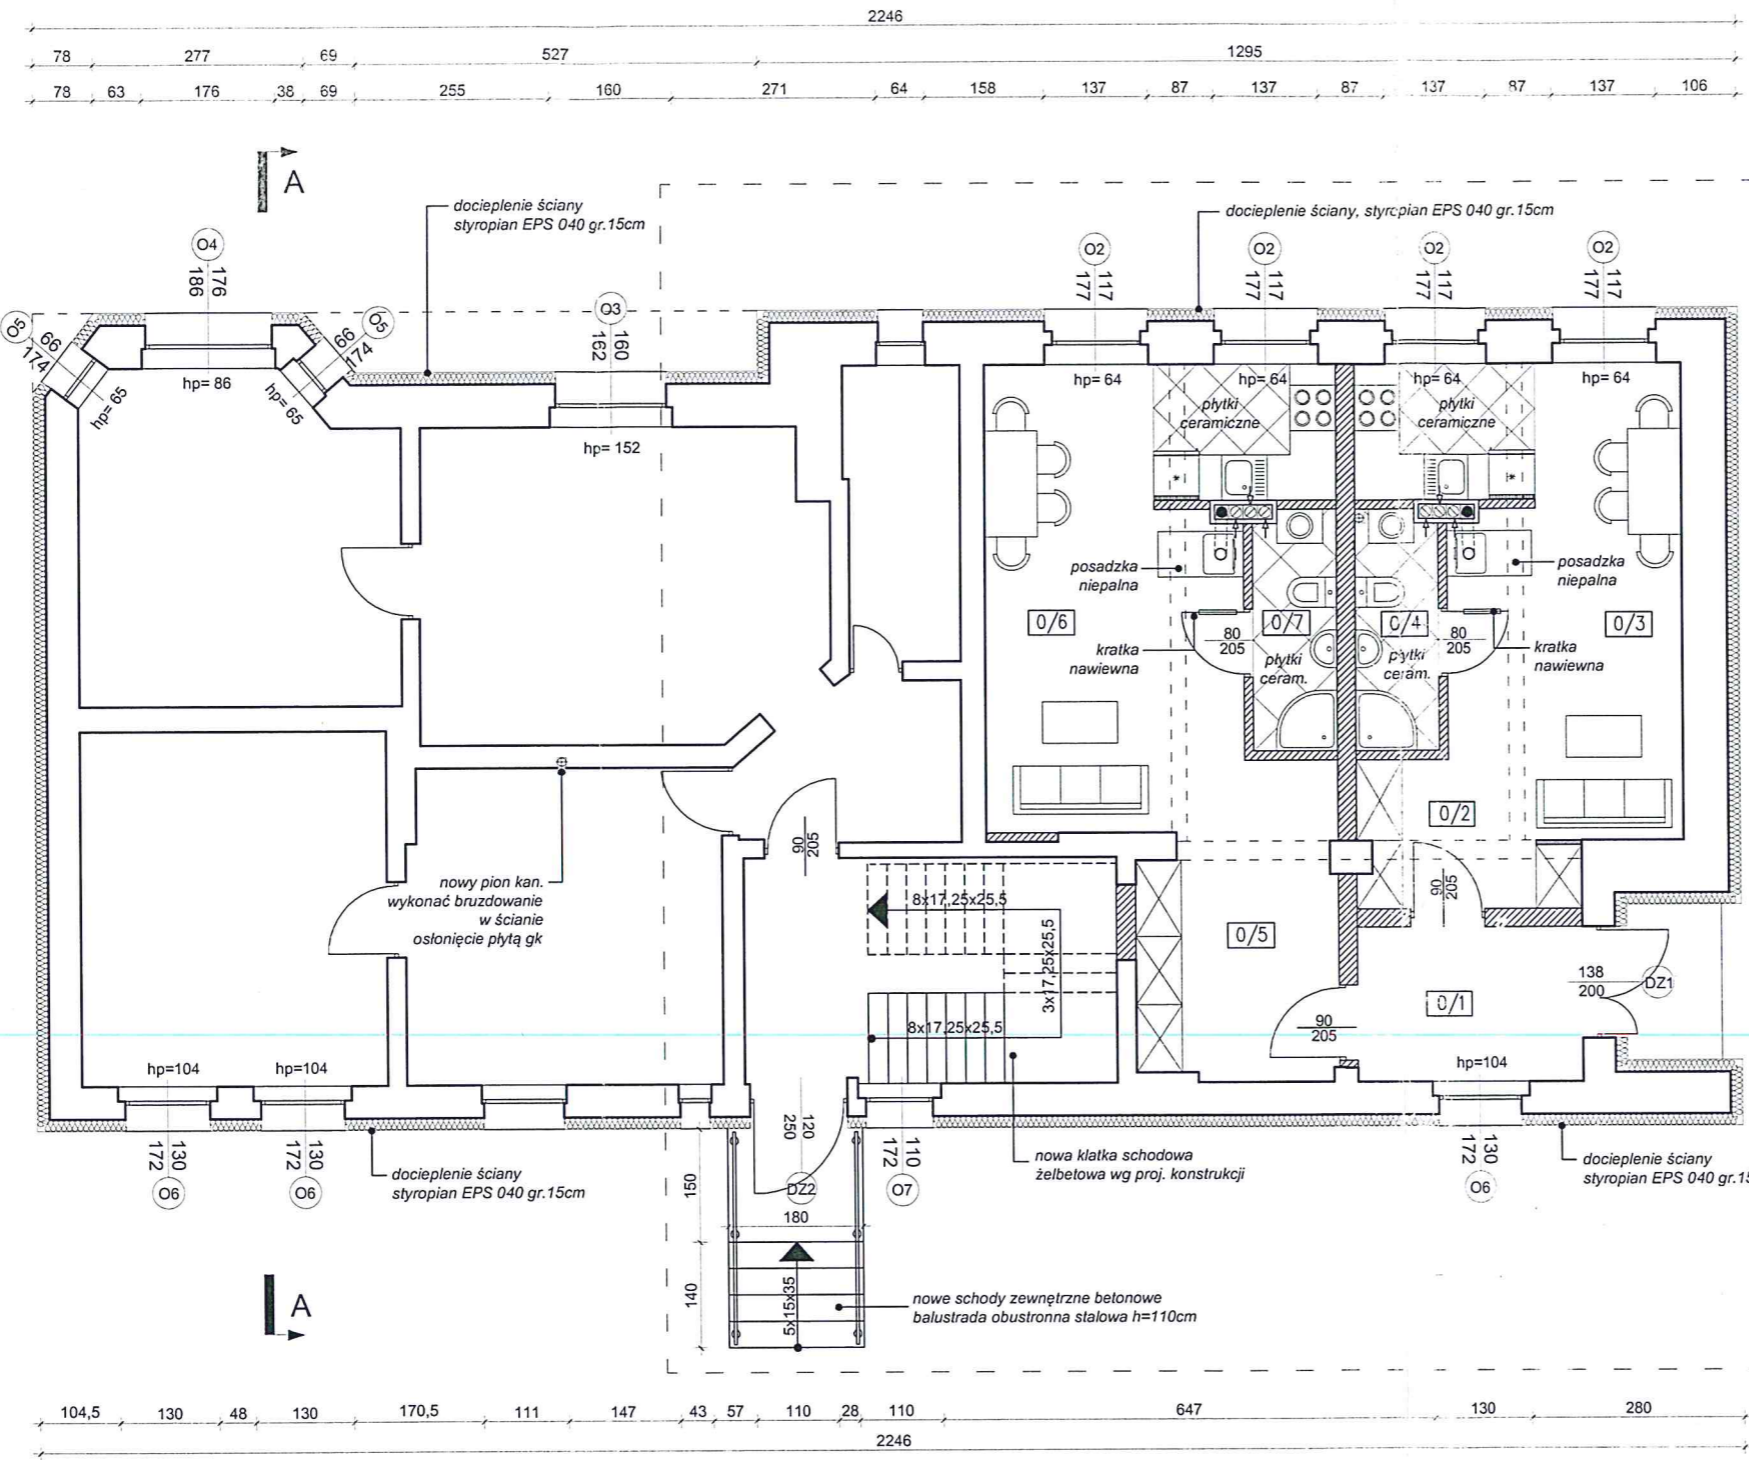 2246
78 277 69 527 1295
78 63 176 38 69 255 160 271 64 158 137 87 137 87 137 87 137 106
A
docieplenie ściany
styropian EPS 040 gr.15cm
docieplenie ściany, styropian EPS 040 gr.15cm
O4
176
186
O5
66
174
O5
66
174
O3
160
162
O2
117
177
O2
117
177
O2
117
177
O2
117
177
hp= 86
hp= 65
hp= 65
hp= 152
hp= 64
hp= 64
hp= 64
hp= 64
płytki
ceramiczne
płytki
ceramiczne
posadzka
niepalna
posadzka
niepalna
0/6
0/7
0/4
0/3
80
205
80
205
kratka
nawiewna
kratka
nawiewna
płytki
ceram.
płytki
ceram.
0/2
90
205
90
205
nowy pion kan.
wykonać bruzdowanie
w ścianie
osłonięcie płytą gk
8x17,25x25,5
3x17,25x25,5
8x17,25x25,5
0/5
0/1
138
200
DZ1
90
205
hp=104
hp=104
hp=104
130
172
O6
130
172
O6
120
250
DZ2
110
172
O7
130
172
O6
docieplenie ściany
styropian EPS 040 gr.15cm
nowa klatka schodowa
żelbetowa wg proj. konstrukcji
docieplenie ściany
styropian EPS 040 gr.15
150
180
140
5x15x35
A
nowe schody zewnętrzne betonowe
balustrada obustronna stalowa h=110cm
104,5 130 48 130 170,5 111 147 43 57 110 28 110 647 130 280
2246